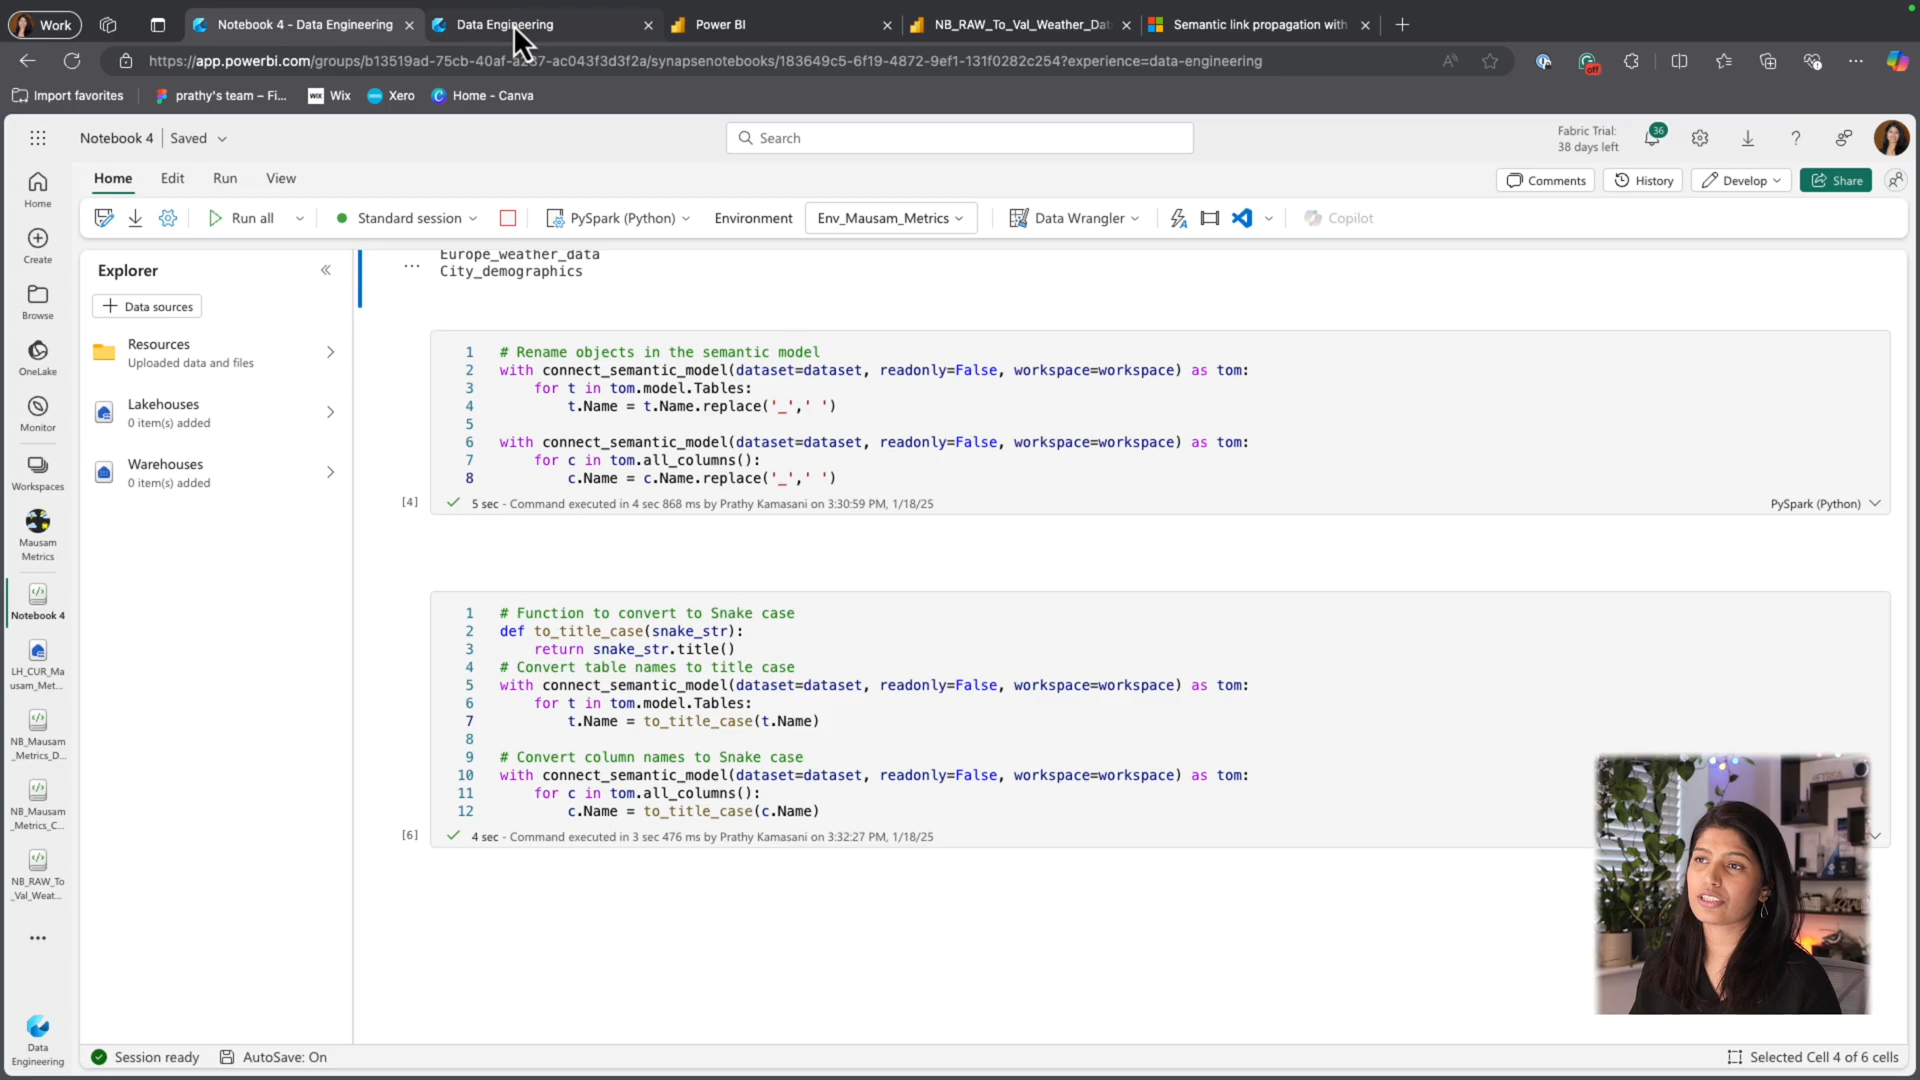 Work
Notebook 4 - Data Engineering
Data Engineering
Power BI
NB_RAW_To_Val_Weather_Dat
Semantic link propagation with
https://app.powerbi.com/groups/b13519ad-75cb-40af-a237-ac043f3d3f2a/synapsenotebooks/183649c5-6f19-4872-9ef1-131f0282c254?experience=data-engineering
off
Import favorites
prathy's team – Fi...
WiX
Wix
Xero
Home - Canva
Notebook 4
Saved
Search
Fabric Trial:
38 days left
36
Home
Edit
Run
View
Comments
History
Develop
Share
Run all
Standard session
PySpark (Python)
Environment
Env_Mausam_Metrics
Data Wrangler
Copilot
Home
Create
Browse
OneLake
Monitor
Workspaces
Mausam
Metrics
Notebook 4
LH_CUR_Ma
usam_Met...
NB_Mausam
_Metrics_D...
NB_Mausam
_Metrics_C...
NB_RAW_To
_Val_Weat...
Data
Engineering
Explorer
Data sources
Resources
Uploaded data and files
Lakehouses
0 item(s) added
Warehouses
0 item(s) added
Europe_weather_data
City_demographics
1 # Rename objects in the semantic model
2 with connect_semantic_model(dataset=dataset, readonly=False, workspace=workspace) as tom:
3 for t in tom.model.Tables:
4 t.Name = t.Name.replace('_',' ')
5
6 with connect_semantic_model(dataset=dataset, readonly=False, workspace=workspace) as tom:
7 for c in tom.all_columns():
8 c.Name = c.Name.replace('_',' ')
[4] 5 sec - Command executed in 4 sec 868 ms by Prathy Kamasani on 3:30:59 PM, 1/18/25
PySpark (Python)
1 # Function to convert to Snake case
2 def to_title_case(snake_str):
3 return snake_str.title()
4 # Convert table names to title case
5 with connect_semantic_model(dataset=dataset, readonly=False, workspace=workspace) as tom:
6 for t in tom.model.Tables:
7 t.Name = to_title_case(t.Name)
8
9 # Convert column names to Snake case
10 with connect_semantic_model(dataset=dataset, readonly=False, workspace=workspace) as tom:
11 for c in tom.all_columns():
12 c.Name = to_title_case(c.Name)
[6] 4 sec - Command executed in 3 sec 476 ms by Prathy Kamasani on 3:32:27 PM, 1/18/25
Session ready
AutoSave: On
Selected Cell 4 of 6 cells